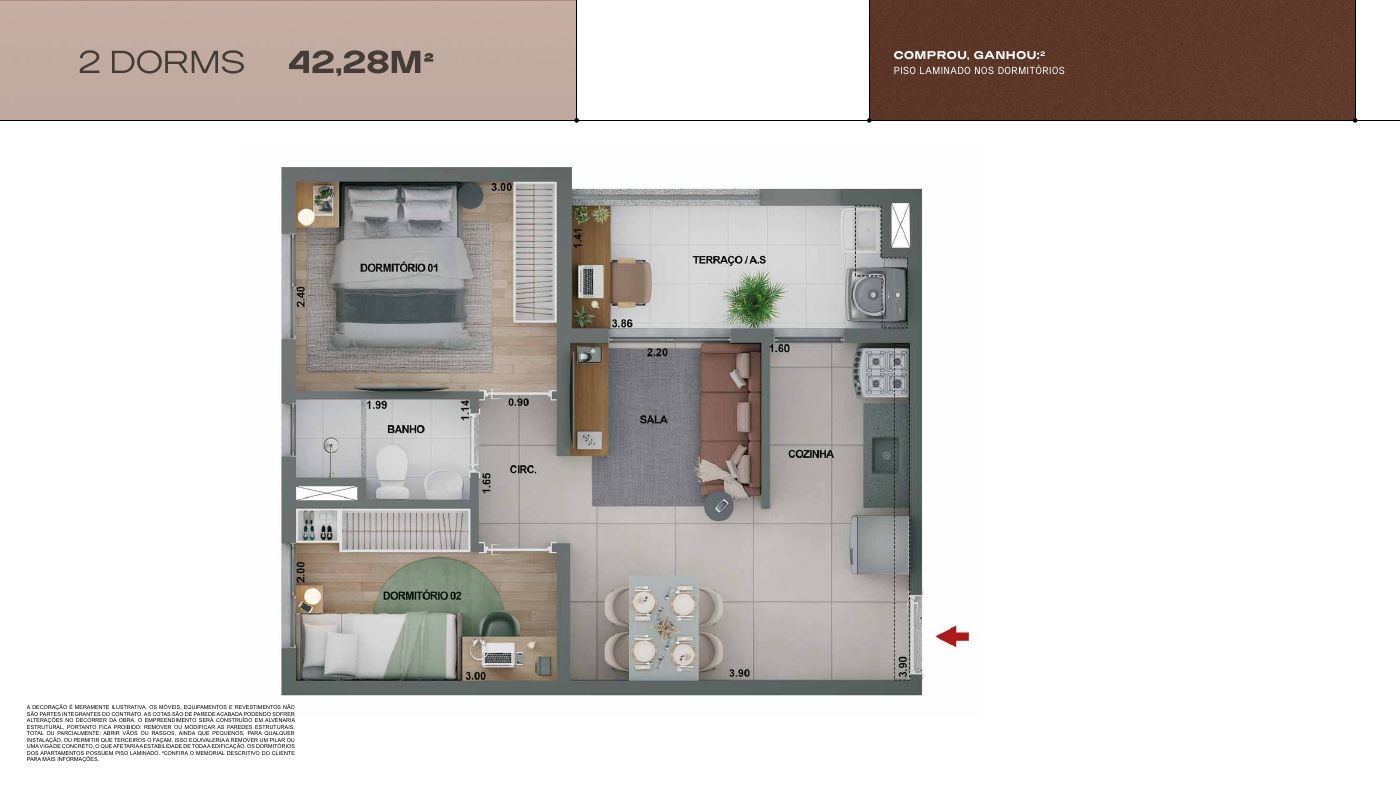 2 DORMS 42,28M²
COMPROU, GANHOU:²
PISO LAMINADO NOS DORMITÓRIOS
3.00
DORMITÓRIO 01
2.40
1.41
TERRAÇO / A.S
3.86
2.20
1.60
SALA
COZINHA
1.99
1.14
0.90
BANHO
CIRC.
1.65
2.00
DORMITÓRIO 02
3.00
3.90
3.90
A DECORAÇÃO É MERAMENTE ILUSTRATIVA. OS MÓVEIS, EQUIPAMENTOS E REVESTIMENTOS NÃO
SÃO PARTES INTEGRANTES DO CONTRATO. AS COTAS SÃO DE PAREDE ACABADA PODENDO SOFRER
ALTERAÇÕES NO DECORRER DA OBRA. O EMPREENDIMENTO SERÁ CONSTRUÍDO EM ALVENARIA
ESTRUTURAL, PORTANTO FICA PROIBIDO: REMOVER OU MODIFICAR AS PAREDES ESTRUTURAIS,
TOTAL OU PARCIALMENTE; ABRIR VÃOS OU RASGOS, AINDA QUE PEQUENOS, PARA QUALQUER
INSTALAÇÃO, OU PERMITIR QUE TERCEIROS O FAÇAM. ISSO EQUIVALERIA A REMOVER UM PILAR OU
UMA VIGA DE CONCRETO, O QUE AFETARIA A ESTABILIDADE DE TODA A EDIFICAÇÃO. OS DORMITÓRIOS
DOS APARTAMENTOS POSSUEM PISO LAMINADO. ²CONFIRA O MEMORIAL DESCRITIVO DO CLIENTE
PARA MAIS INFORMAÇÕES.